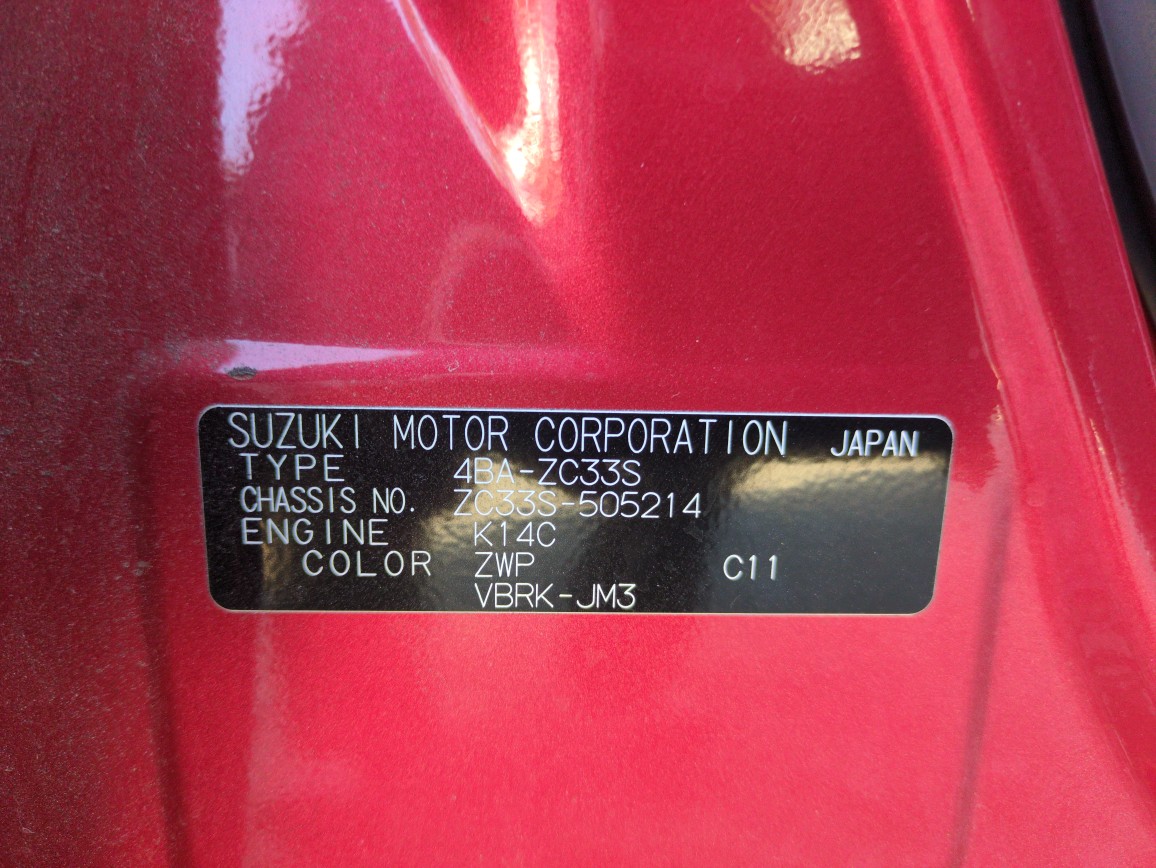 SUZUKI MOTOR CORPORATION JAPAN
TYPE 4BA-ZC33S
CHASSIS NO. ZC33S-505214
ENGINE K14C
COLOR ZWP C11
VBRK-JM3